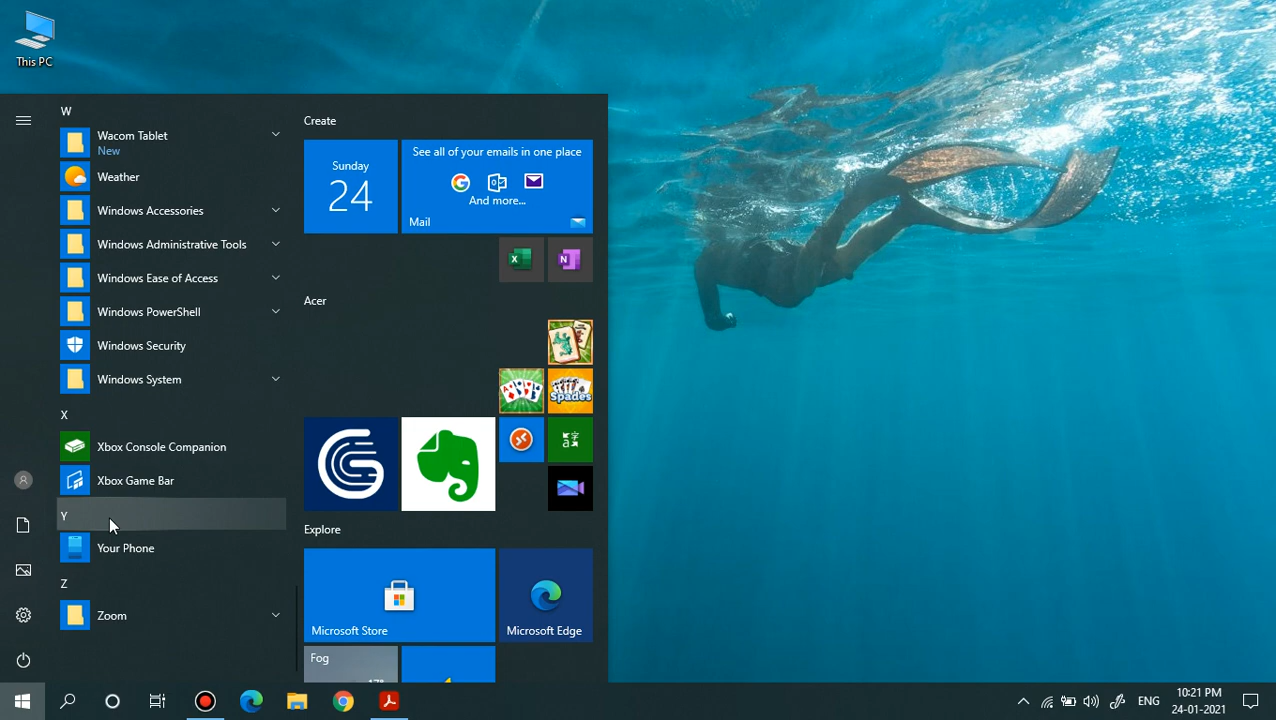 This PC
W
Wacom Tablet
New
Weather
Windows Accessories
Windows Administrative Tools
Windows Ease of Access
Windows PowerShell
Windows Security
Windows System
X
Xbox Console Companion
Xbox Game Bar
Y
Your Phone
Z
Zoom
Create
Sunday
24
See all of your emails in one place
And more...
Mail
Acer
Spades
Explore
Microsoft Store
Microsoft Edge
Fog
ENG
10:21 PM
24-01-2021